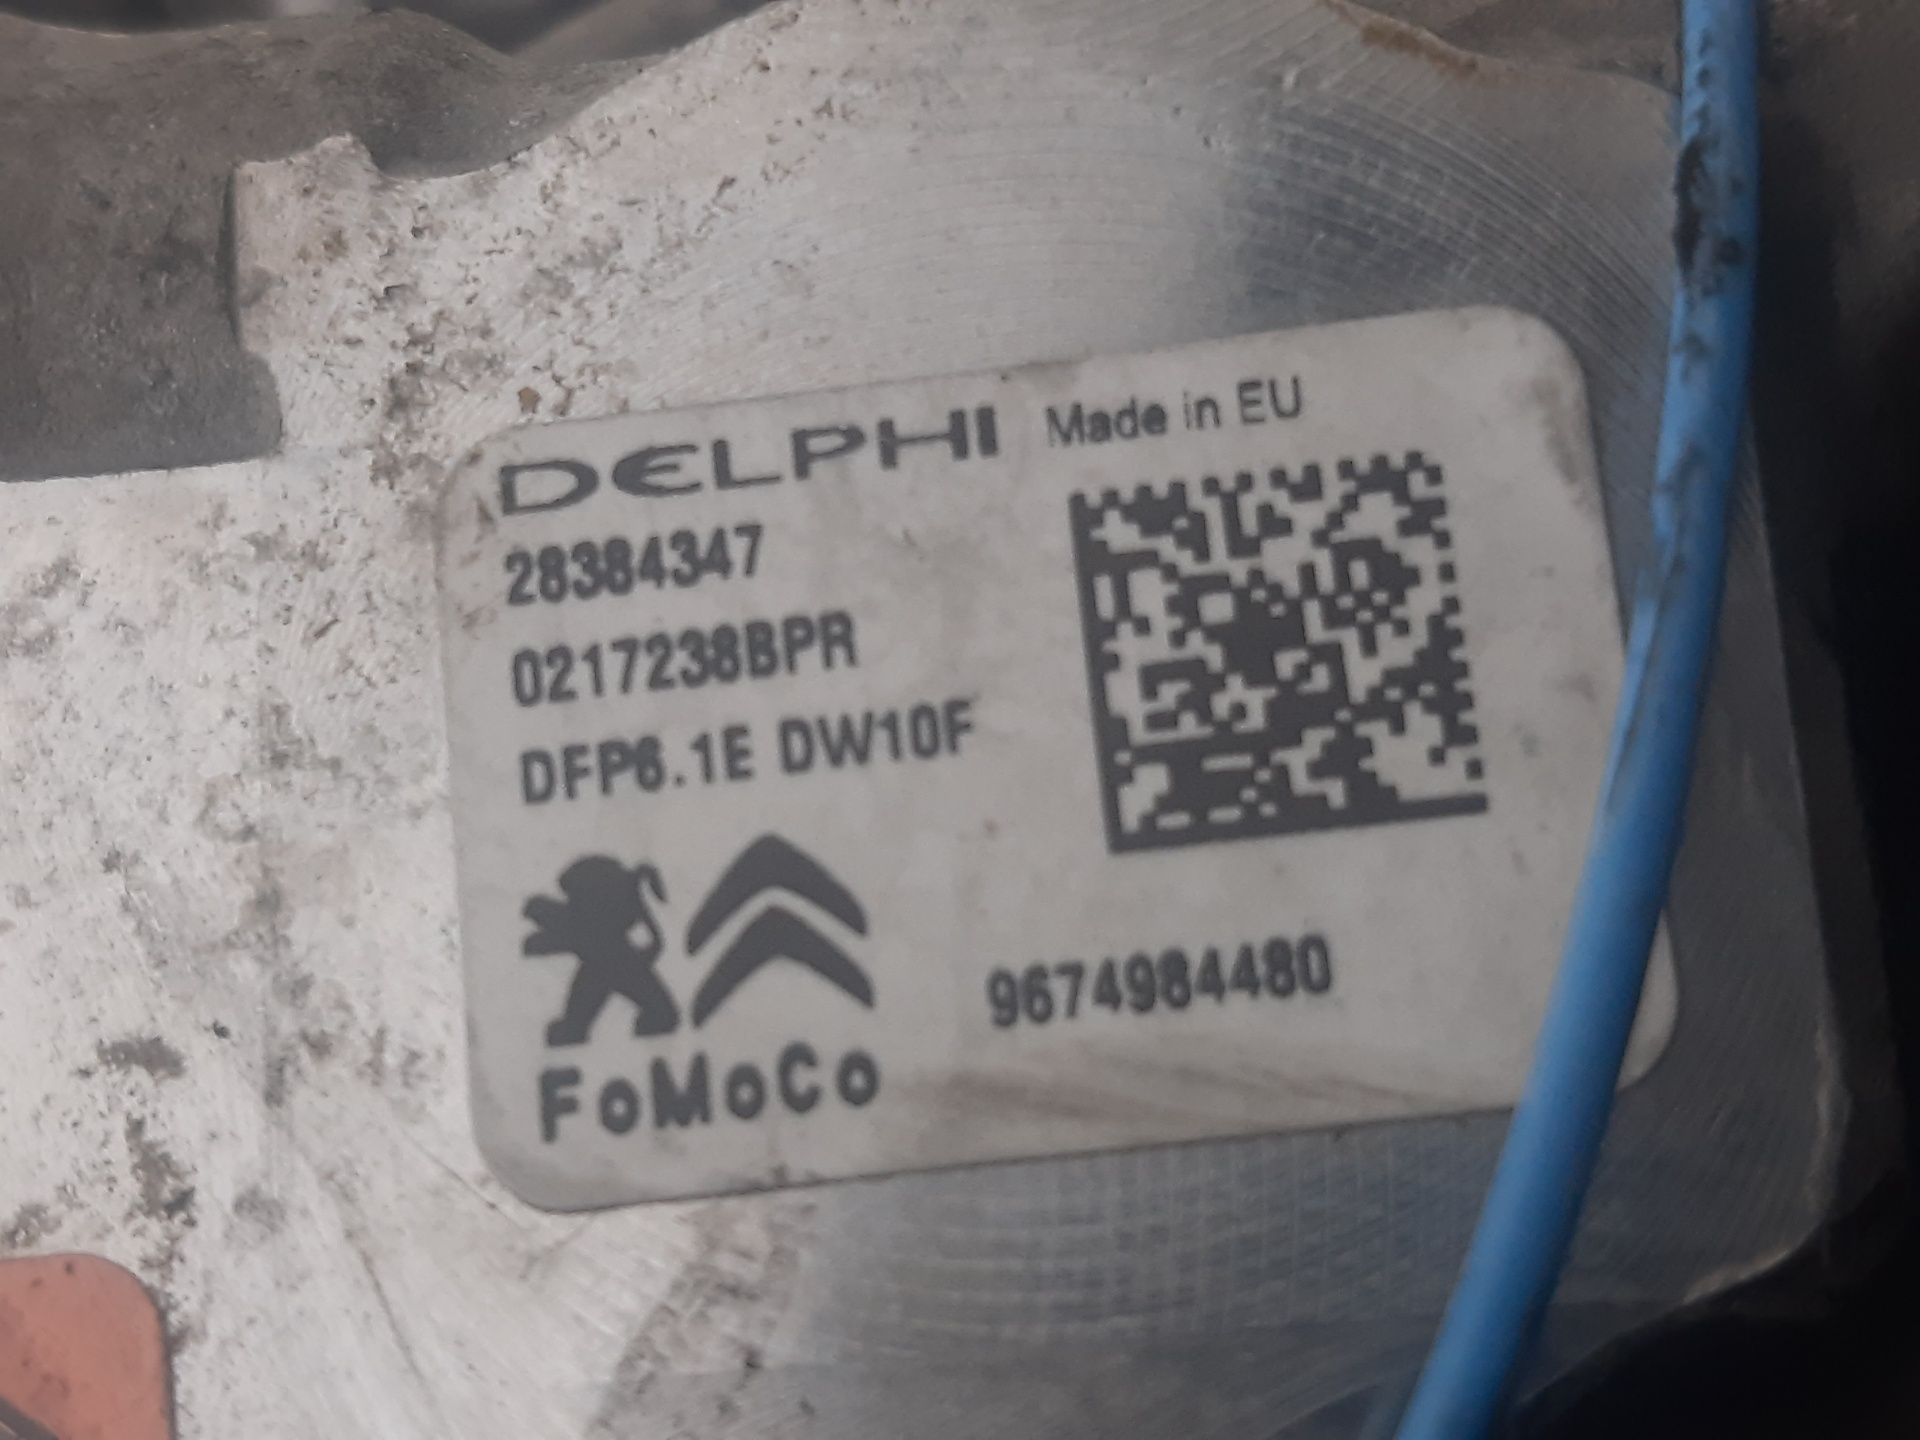 DELPHI Made in EU
28384347
0217238BPR
DFP6.1E DW10F
9674984480
FoMoCo